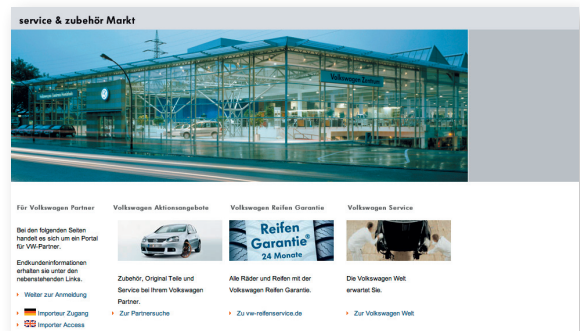 service & zubehör Markt
Volkswagen Zentrum
Für Volkswagen Partner
Bei den folgenden Seiten
handelt es sich um ein Portal
für VW-Partner.
Endkundeninformationen
erhalten sie unter den
nebenstehenden Links.
Weiter zur Anmeldung
Importeur Zugang
Importer Access
Volkswagen Aktionsangebote
Zubehör, Original Teile und
Service bei Ihrem Volkswagen
Partner.
Zur Partnersuche
Volkswagen Reifen Garantie
Reifen
Garantie®
24 Monate
Alle Räder und Reifen mit der
Volkswagen Reifen Garantie.
Zu vw-reifenservice.de
Volkswagen Service
Die Volkswagen Welt
erwartet Sie.
Zur Volkswagen Welt